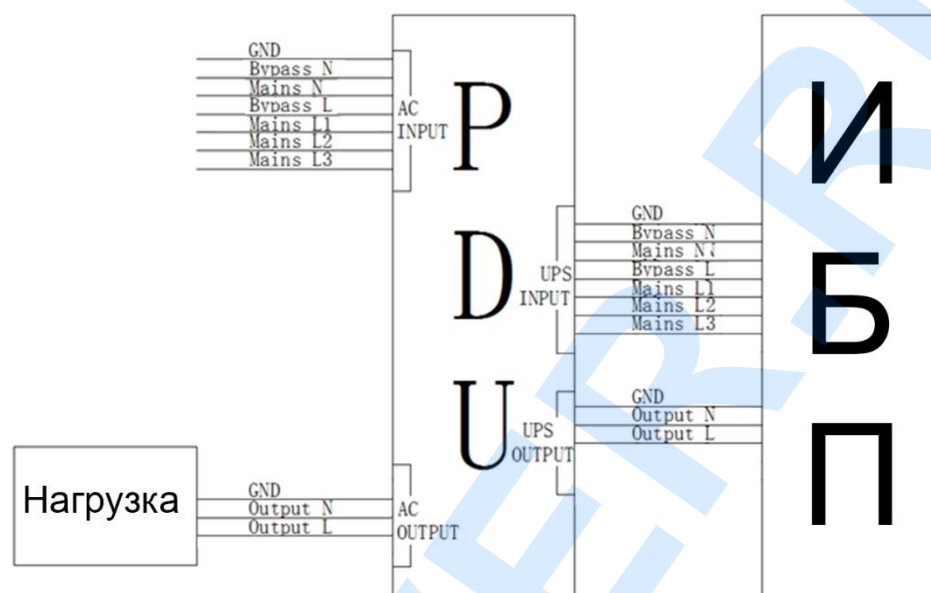 GND
Bypass N
Mains N
Bypass L
Mains L1
Mains L2
Mains L3
AC
INPUT
P
D
U
UPS
INPUT
GND
Bypass N
Mains N
Bypass L
Mains L1
Mains L2
Mains L3
UPS
OUTPUT
GND
Output N
Output L
И
Б
П
Нагрузка
GND
Output N
Output L
AC
OUTPUT